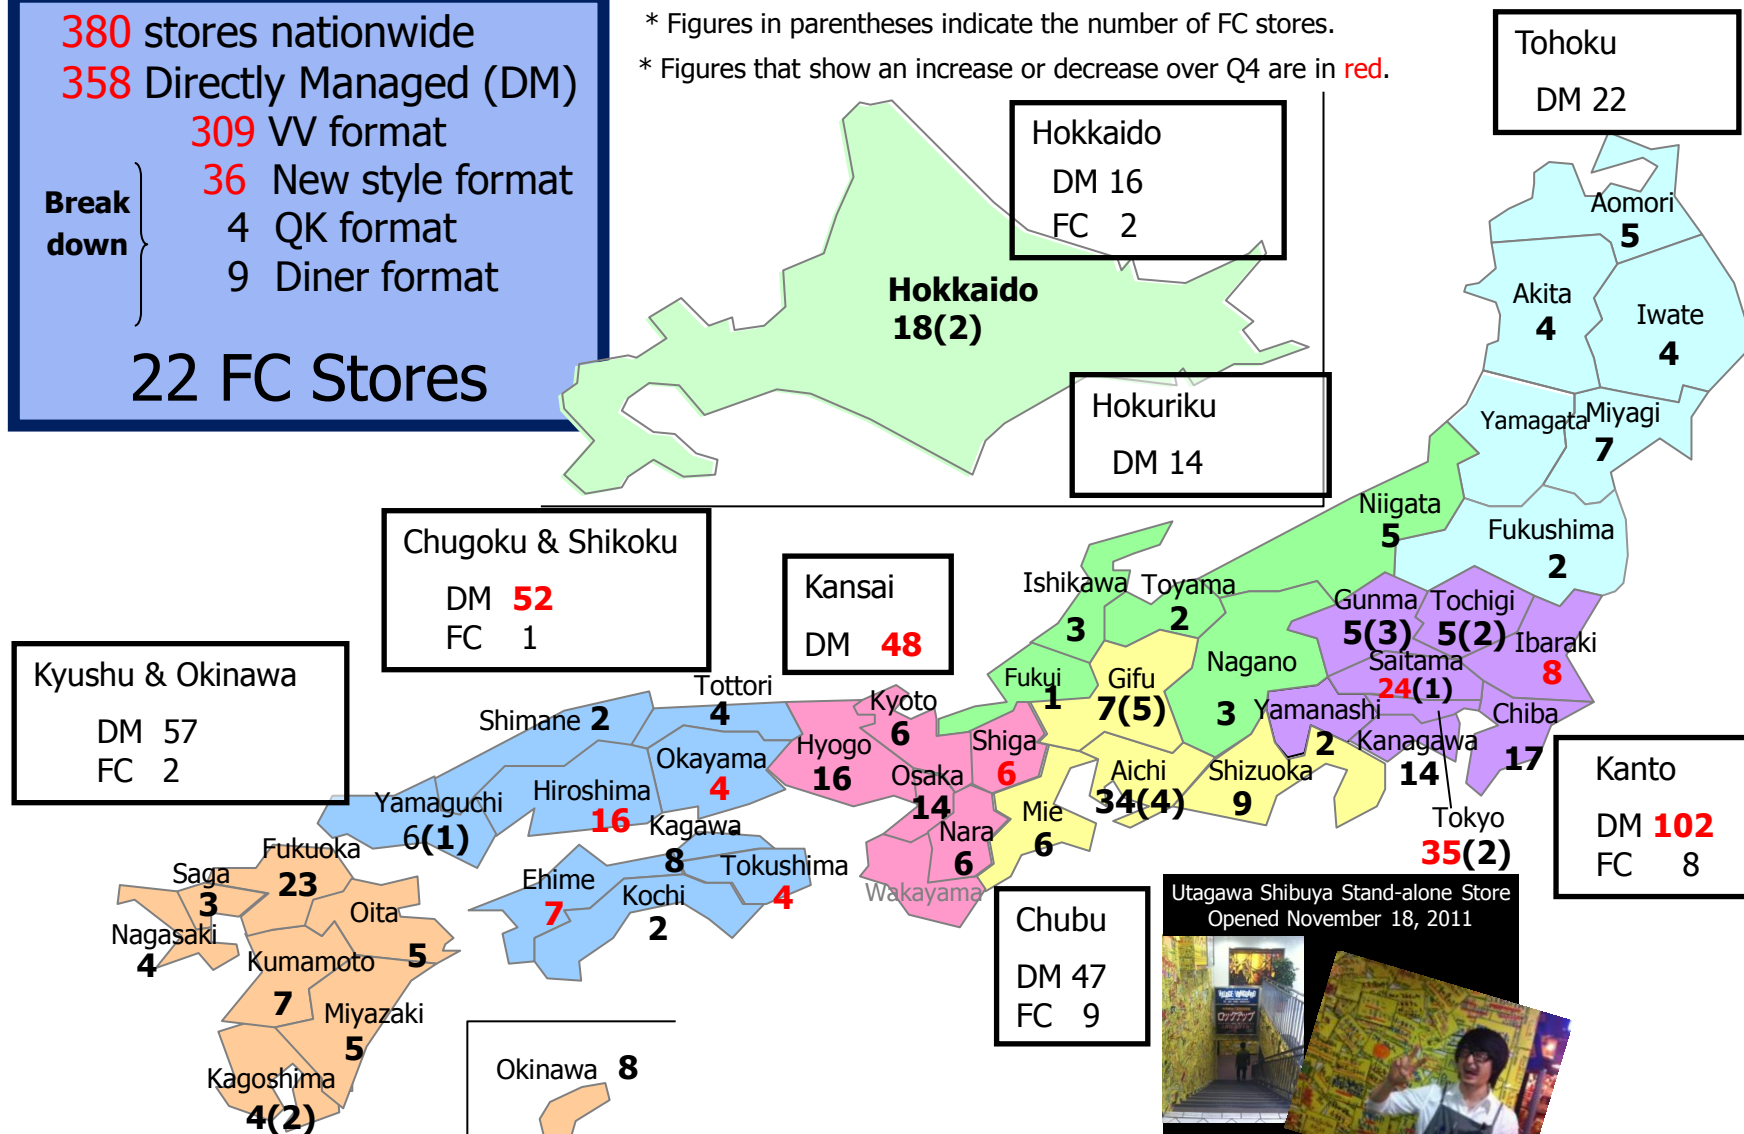 380 stores nationwide
358 Directly Managed (DM)
309 VV format
36 New style format
4 QK format
9 Diner format
Break
down
22 FC Stores
* Figures in parentheses indicate the number of FC stores.
* Figures that show an increase or decrease over Q4 are in red.
Hokkaido
DM 16
FC 2
Hokkaido
18(2)
Tohoku
DM 22
Aomori
5
Akita
4
Iwate
4
Yamagata
Miyagi
7
Fukushima
2
Hokuriku
DM 14
Niigata
5
Ishikawa
3
Toyama
2
Fukui
1
Nagano
3
Chugoku & Shikoku
DM 52
FC 1
Kansai
DM 48
Kyushu & Okinawa
DM 57
FC 2
Gunma
5(3)
Tochigi
5(2)
Ibaraki
8
Saitama
24(1)
Chiba
17
Yamanashi
2
Kanagawa
14
Tokyo
35(2)
Kanto
DM 102
FC 8
Gifu
7(5)
Aichi
34(4)
Shizuoka
9
Mie
6
Chubu
DM 47
FC 9
Kyoto
6
Shiga
6
Hyogo
16
Osaka
14
Nara
6
Wakayama
Tottori
4
Shimane 2
Okayama
4
Hiroshima
16
Yamaguchi
6(1)
Kagawa
8
Tokushima
4
Ehime
7
Kochi
2
Fukuoka
23
Saga
3
Nagasaki
4
Oita
5
Kumamoto
7
Miyazaki
5
Kagoshima
4(2)
Okinawa 8
Utagawa Shibuya Stand-alone Store
Opened November 18, 2011
ロックアップ